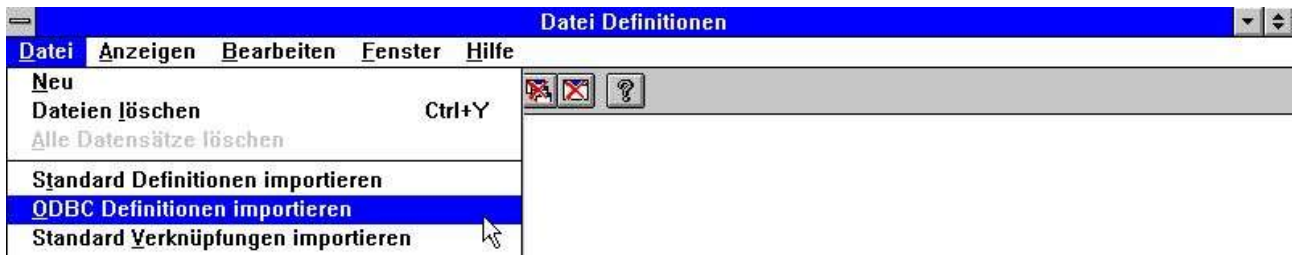 Datei Definitionen
Datei Anzeigen Bearbeiten Fenster Hilfe
Neu
Dateien löschen Ctrl+Y
Alle Datensätze löschen
Standard Definitionen importieren
ODBC Definitionen importieren
Standard Verknüpfungen importieren